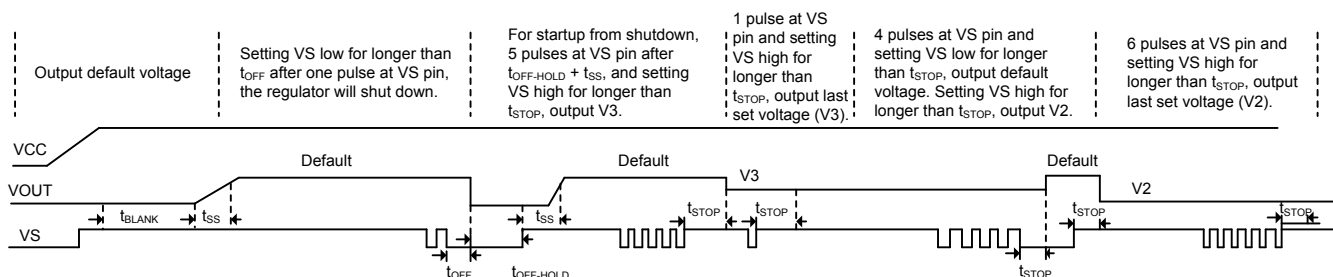 Output default voltage
Setting VS low for longer than
tOFF after one pulse at VS pin,
the regulator will shut down.
For startup from shutdown,
5 pulses at VS pin after
tOFF-HOLD + tSS, and setting
VS high for longer than
tSTOP, output V3.
1 pulse at VS
pin and setting
VS high for
longer than
tSTOP, output last
set voltage (V3).
4 pulses at VS pin and
setting VS low for longer
than tSTOP, output default
voltage. Setting VS high for
longer than tSTOP, output V2.
6 pulses at VS pin and
setting VS high for
longer than tSTOP, output
last set voltage (V2).
VCC
Default
Default
Default
VOUT
V3
V2
tBLANK
tSS
tSS
tSTOP
tSTOP
tSTOP
tSTOP
VS
tOFF
tOFF-HOLD
tSTOP